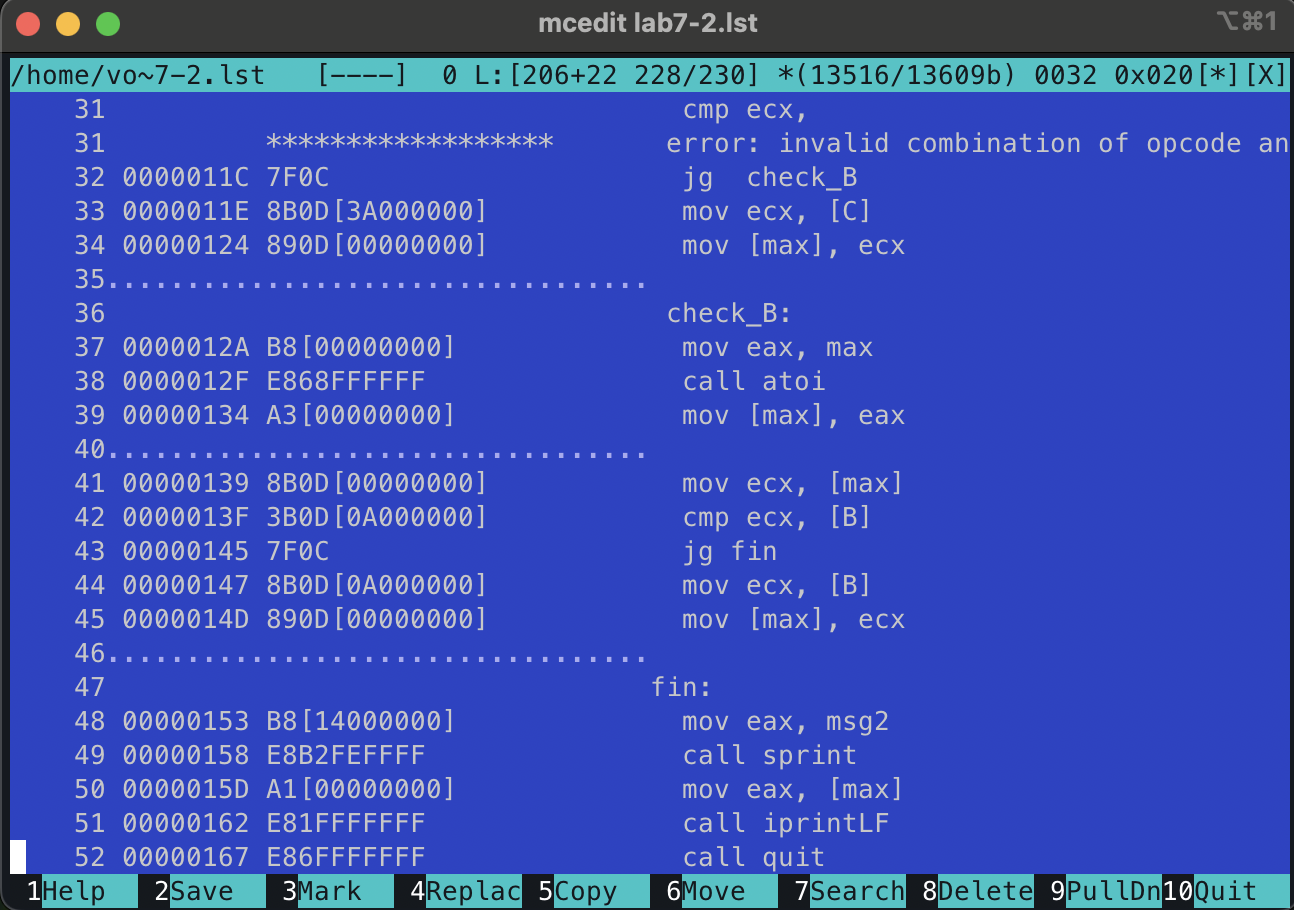 mcedit lab7-2.lst ⌥⌘1
/home/vo~7-2.lst [----] 0 L:[206+22 228/230] *(13516/13609b) 0032 0x020[*][X]
31 cmp ecx,
31 ****************** error: invalid combination of opcode an
32 0000011C 7F0C jg check_B
33 0000011E 8B0D[3A000000] mov ecx, [C]
34 00000124 890D[00000000] mov [max], ecx
35..................................
36 check_B:
37 0000012A B8[00000000] mov eax, max
38 0000012F E868FFFFFF call atoi
39 00000134 A3[00000000] mov [max], eax
40..................................
41 00000139 8B0D[00000000] mov ecx, [max]
42 0000013F 3B0D[0A000000] cmp ecx, [B]
43 00000145 7F0C jg fin
44 00000147 8B0D[0A000000] mov ecx, [B]
45 0000014D 890D[00000000] mov [max], ecx
46..................................
47 fin:
48 00000153 B8[14000000] mov eax, msg2
49 00000158 E8B2FEFFFF call sprint
50 0000015D A1[00000000] mov eax, [max]
51 00000162 E81FFFFFFF call iprintLF
52 00000167 E86FFFFFFF call quit
1Help 2Save 3Mark 4Replac 5Copy 6Move 7Search 8Delete 9PullDn 10Quit